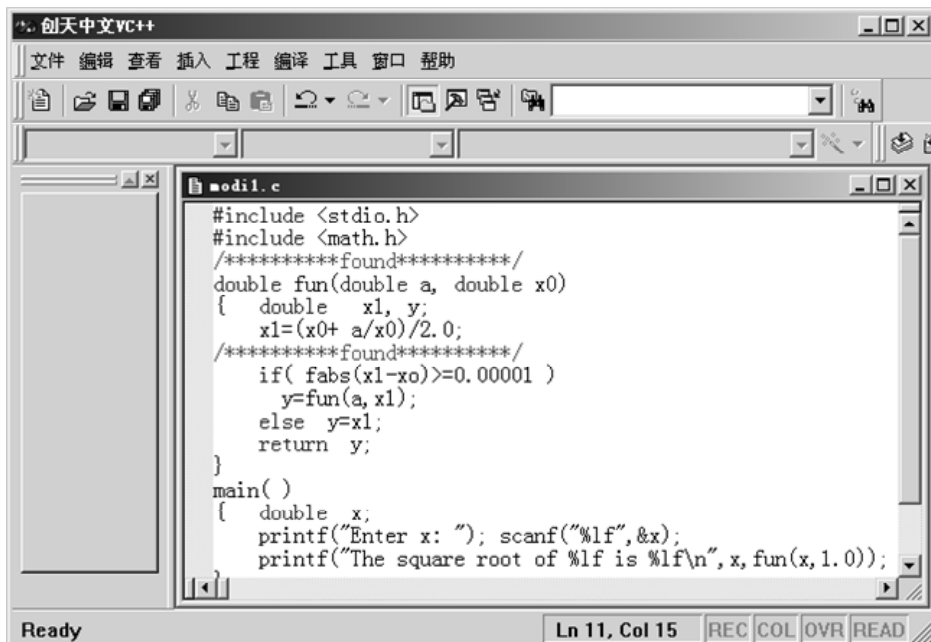 创天中文VC++
文件 编辑 查看 插入 工程 编译 工具 窗口 帮助
modi1.c
#include <stdio.h>
#include <math.h>
/**********found**********/
double fun(double a, double x0)
{   double   x1, y;
    x1=(x0+ a/x0)/2.0;
/**********found**********/
    if( fabs(x1-xo)>=0.00001 )
      y=fun(a,x1);
    else  y=x1;
    return  y;
}
main( )
{   double  x;
    printf("Enter x: "); scanf("%lf",&x);
    printf("The square root of %lf is %lf\n",x,fun(x,1.0));
Ready
Ln 11, Col 15 REC COL OVR READ